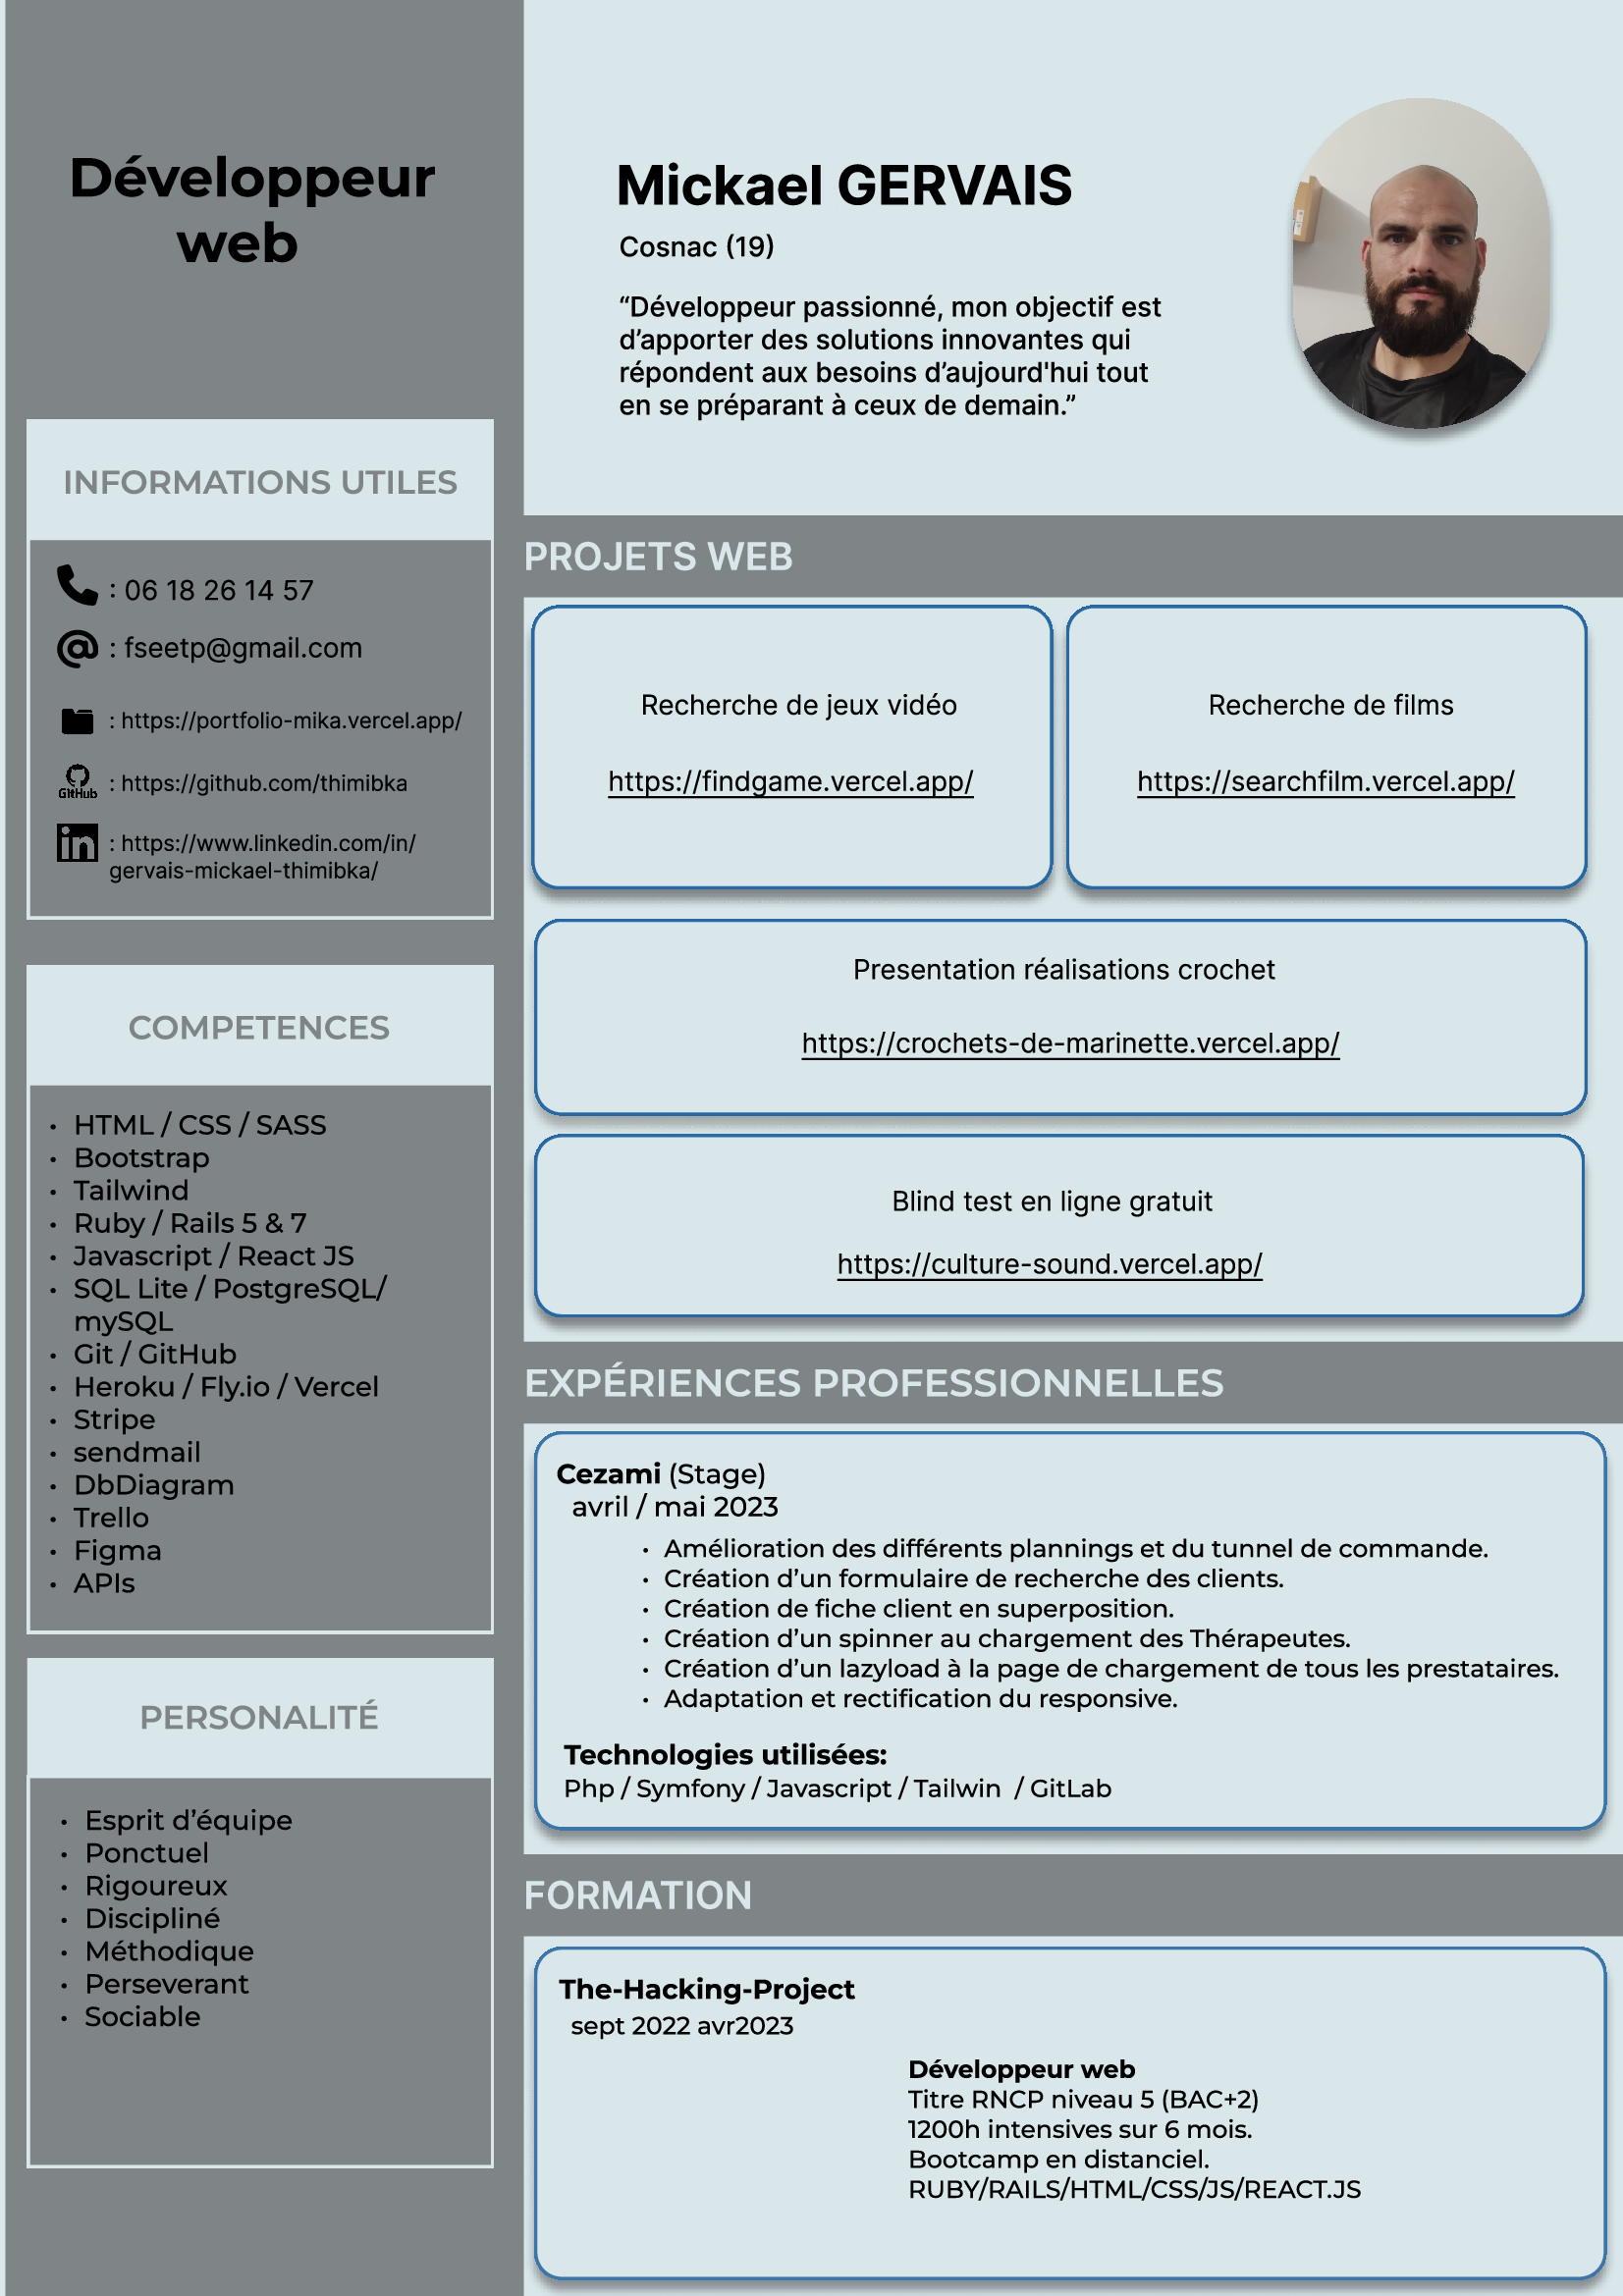 Développeur
web
Mickael GERVAIS
Cosnac (19)
“Développeur passionné, mon objectif est
d’apporter des solutions innovantes qui
répondent aux besoins d’aujourd'hui tout
en se préparant à ceux de demain.”
INFORMATIONS UTILES
: 06 18 26 14 57
@ : fseetp@gmail.com
: https://portfolio-mika.vercel.app/
GitHub : https://github.com/thimibka
in : https://www.linkedin.com/in/
gervais-mickael-thimibka/
COMPETENCES
• HTML / CSS / SASS
• Bootstrap
• Tailwind
• Ruby / Rails 5 & 7
• Javascript / React JS
• SQL Lite / PostgreSQL/
mySQL
• Git / GitHub
• Heroku / Fly.io / Vercel
• Stripe
• sendmail
• DbDiagram
• Trello
• Figma
• APIs
PERSONALITÉ
• Esprit d’équipe
• Ponctuel
• Rigoureux
• Discipliné
• Méthodique
• Perseverant
• Sociable
PROJETS WEB
Recherche de jeux vidéo
https://findgame.vercel.app/
Recherche de films
https://searchfilm.vercel.app/
Presentation réalisations crochet
https://crochets-de-marinette.vercel.app/
Blind test en ligne gratuit
https://culture-sound.vercel.app/
EXPÉRIENCES PROFESSIONNELLES
Cezami (Stage)
avril / mai 2023
• Amélioration des différents plannings et du tunnel de commande.
• Création d’un formulaire de recherche des clients.
• Création de fiche client en superposition.
• Création d’un spinner au chargement des Thérapeutes.
• Création d’un lazyload à la page de chargement de tous les prestataires.
• Adaptation et rectification du responsive.
Technologies utilisées:
Php / Symfony / Javascript / Tailwin / GitLab
FORMATION
The-Hacking-Project
sept 2022 avr2023
Développeur web
Titre RNCP niveau 5 (BAC+2)
1200h intensives sur 6 mois.
Bootcamp en distanciel.
RUBY/RAILS/HTML/CSS/JS/REACT.JS